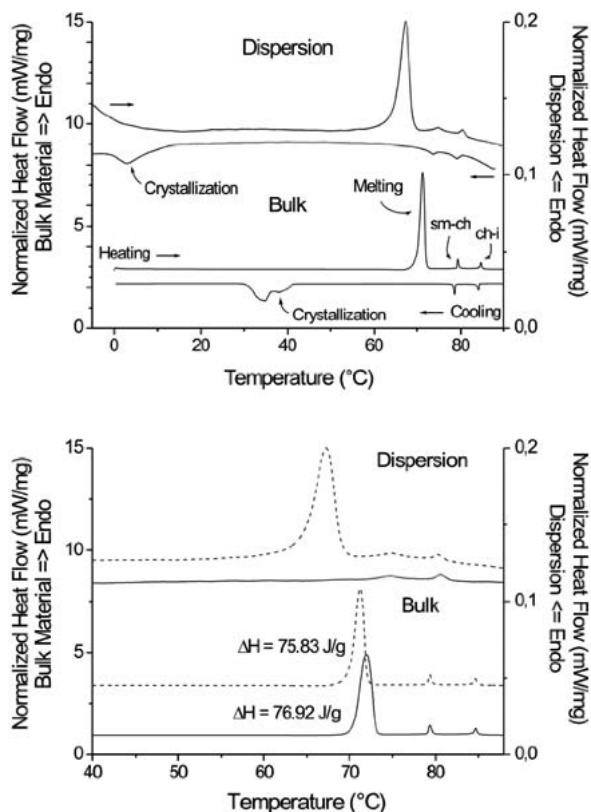 Normalized Heat Flow (mW/mg)
Bulk Material => Endo
15
10
5
0
Dispersion
Crystallization
Bulk
Melting
sm-ch
ch-i
Heating
Crystallization
Cooling
0,2
0,1
0,0
Normalized Heat Flow (mW/mg)
Dispersion <= Endo
0 20 40 60 80
Temperature (°C)
Normalized Heat Flow (mW/mg)
Bulk Material => Endo
15
10
5
0
Dispersion
Bulk
ΔH = 75.83 J/g
ΔH = 76.92 J/g
0,2
0,1
0,0
Normalized Heat Flow (mW/mg)
Dispersion <= Endo
40 50 60 70 80
Temperature (°C)